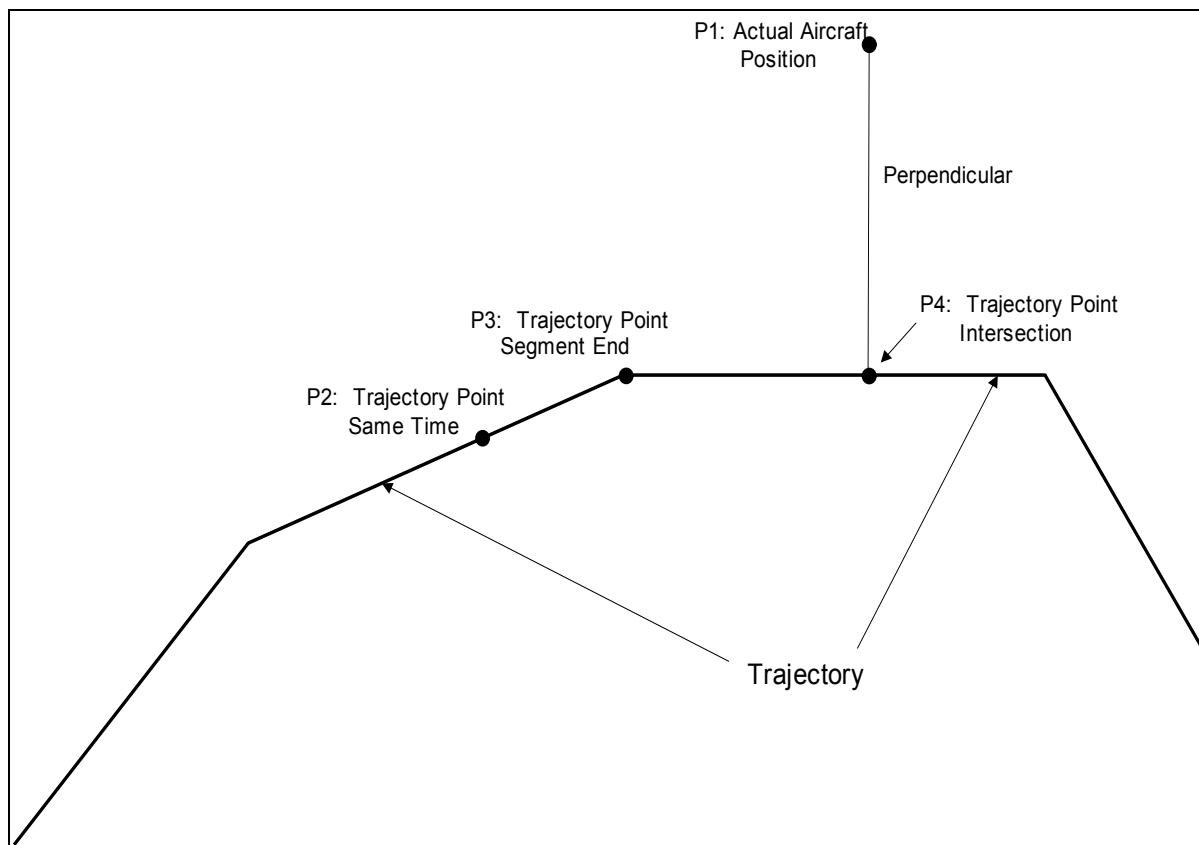 P1: Actual Aircraft
Position
Perpendicular
P4: Trajectory Point
Intersection
P3: Trajectory Point
Segment End
P2: Trajectory Point
Same Time
Trajectory